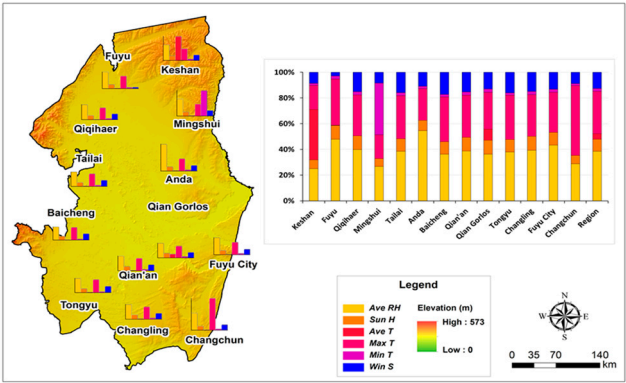 Fuyu
Keshan
Mingshui
Qiqihaer
Tailai
Anda
Qian Gorlos
Baicheng
Fuyu City
Qian'an
Tongyu
Changling
Changchun
100%
80%
60%
40%
20%
0%
Keshan
Fuyu
Qiqihaer
Mingshui
Tailai
Anda
Baicheng
Qian'an
Qian Gorlos
Tongyu
Changling
Fuyu City
Changchun
Region
Legend
Ave RH
Sun H
Ave T
Max T
Min T
Win S
Elevation (m)
High : 573
Low : 0
N
W
E
S
0 35 70 140
km